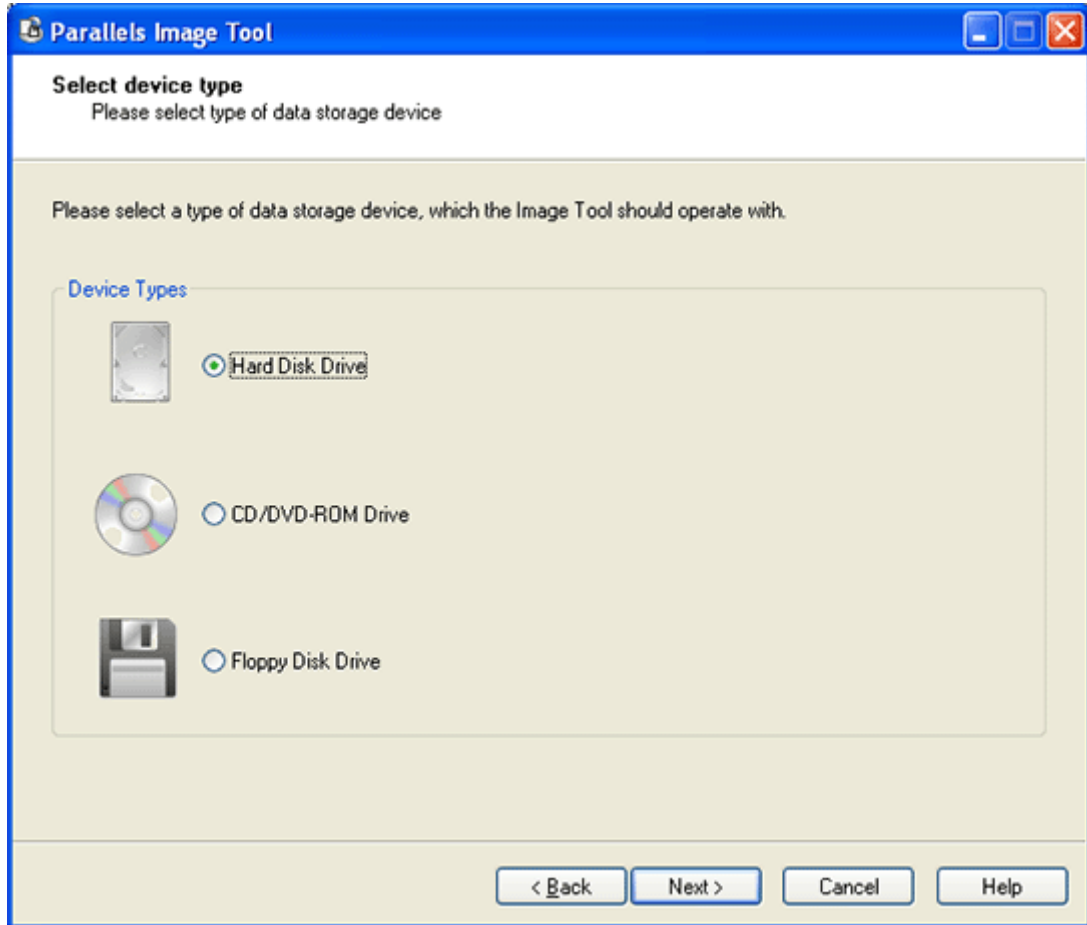 Parallels Image Tool
Select device type
Please select type of data storage device
Please select a type of data storage device, which the Image Tool should operate with.
Device Types
Hard Disk Drive
CD/DVD-ROM Drive
Floppy Disk Drive
< Back Next > Cancel Help